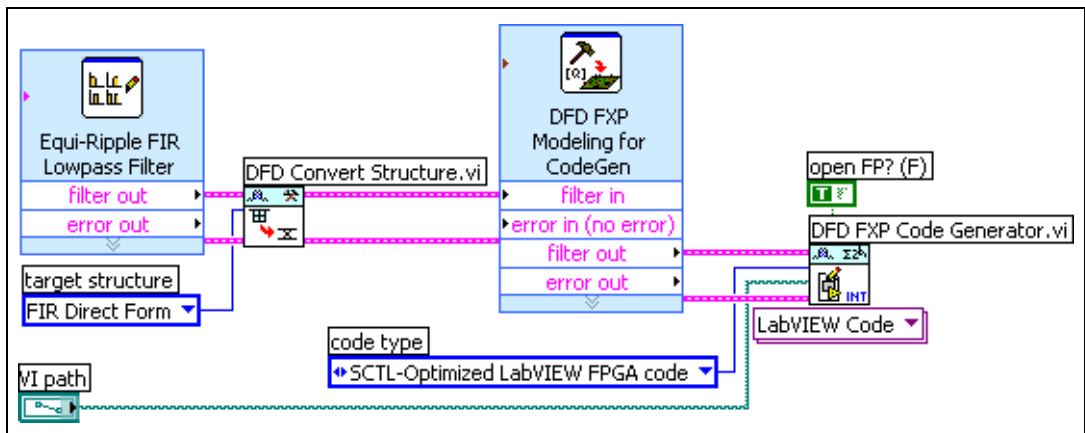 Equi-Ripple FIR
Lowpass Filter
filter out
error out
DFD Convert Structure.vi
target structure
FIR Direct Form
VI path
[Q]
DFD FXP
Modeling for
CodeGen
filter in
error in (no error)
filter out
error out
code type
SCTL-Optimized LabVIEW FPGA code
open FP? (F)
T F
DFD FXP Code Generator.vi
INT
LabVIEW Code